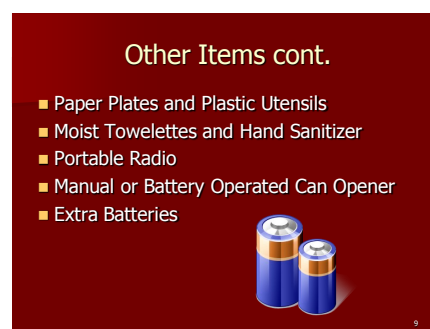 Other Items cont.
Paper Plates and Plastic Utensils
Moist Towelettes and Hand Sanitizer
Portable Radio
Manual or Battery Operated Can Opener
Extra Batteries
9